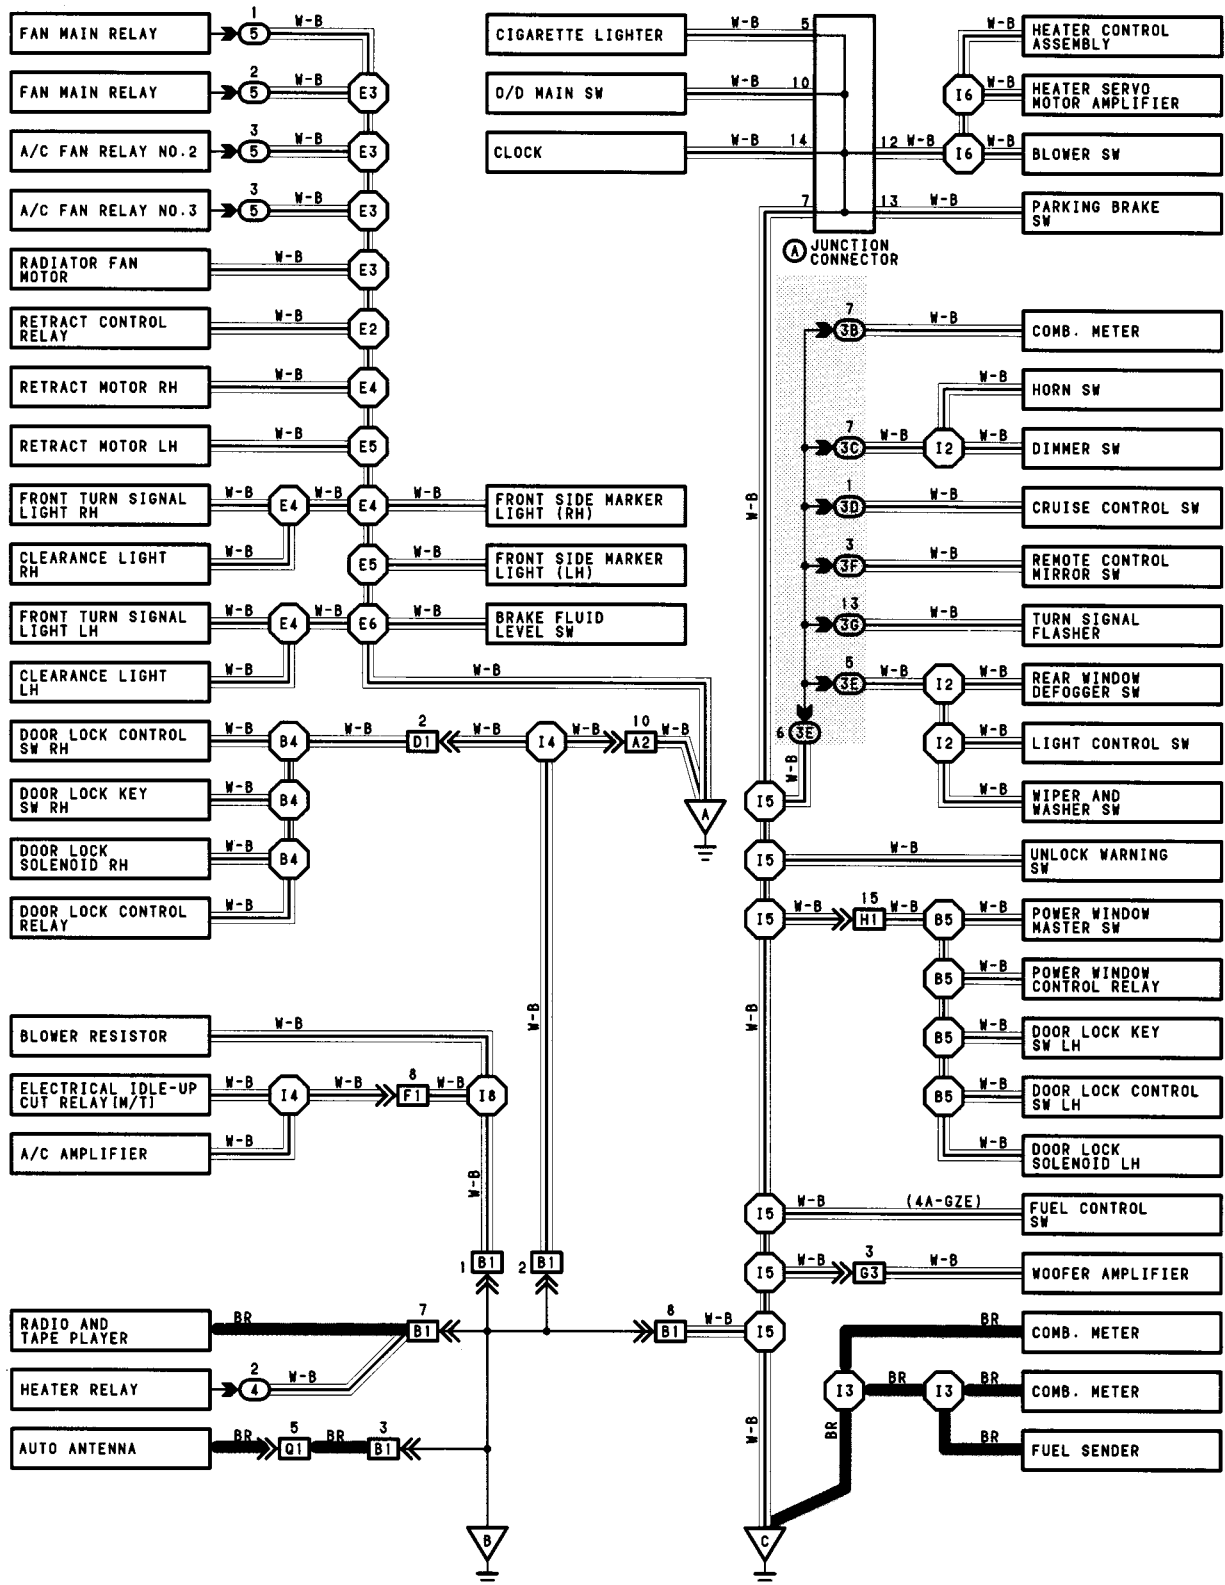 FAN MAIN RELAY
1
5
W-B
FAN MAIN RELAY
2
5
W-B
E3
A/C FAN RELAY NO.2
3
5
W-B
E3
A/C FAN RELAY NO.3
3
5
W-B
E3
RADIATOR FAN
MOTOR
W-B
E3
RETRACT CONTROL
RELAY
W-B
E2
RETRACT MOTOR RH
W-B
E4
RETRACT MOTOR LH
W-B
E5
FRONT TURN SIGNAL
LIGHT RH
W-B
E4
W-B
E4
W-B
FRONT SIDE MARKER
LIGHT (RH)
CLEARANCE LIGHT
RH
W-B
E5
W-B
FRONT SIDE MARKER
LIGHT (LH)
FRONT TURN SIGNAL
LIGHT LH
W-B
E4
W-B
E6
W-B
BRAKE FLUID
LEVEL SW
CLEARANCE LIGHT
LH
W-B
W-B
DOOR LOCK CONTROL
SW RH
W-B
B4
W-B
2
D1
W-B
I4
W-B
10
A2
W-B
DOOR LOCK KEY
SW RH
W-B
B4
A
DOOR LOCK
SOLENOID RH
W-B
B4
DOOR LOCK CONTROL
RELAY
W-B
W-B
BLOWER RESISTOR
W-B
ELECTRICAL IDLE-UP
CUT RELAY[M/T]
W-B
I4
W-B
8
F1
W-B
I8
A/C AMPLIFIER
W-B
W-B
1
B1
2
B1
RADIO AND
TAPE PLAYER
BR
7
B1
8
B1
W-B
I5
HEATER RELAY
2
4
W-B
AUTO ANTENNA
BR
5
Q1
BR
3
B1
B
CIGARETTE LIGHTER
W-B
5
O/D MAIN SW
W-B
10
CLOCK
W-B
14
7
12
W-B
I6
I6
13
W-B
A
JUNCTION
CONNECTOR
W-B
HEATER CONTROL
ASSEMBLY
W-B
HEATER SERVO
MOTOR AMPLIFIER
W-B
BLOWER SW
PARKING BRAKE
SW
7
3B
W-B
COMB. METER
W-B
HORN SW
7
3C
W-B
I2
W-B
DIMMER SW
W-B
1
3D
W-B
CRUISE CONTROL SW
3
3F
W-B
REMOTE CONTROL
MIRROR SW
13
3G
W-B
TURN SIGNAL
FLASHER
5
3E
W-B
I2
W-B
REAR WINDOW
DEFOGGER SW
6
3E
I2
W-B
LIGHT CONTROL SW
W-B
I5
W-B
WIPER AND
WASHER SW
I5
W-B
UNLOCK WARNING
SW
I5
W-B
15
H1
W-B
B5
W-B
POWER WINDOW
MASTER SW
B5
W-B
POWER WINDOW
CONTROL RELAY
W-B
B5
W-B
DOOR LOCK KEY
SW LH
B5
W-B
DOOR LOCK CONTROL
SW LH
W-B
DOOR LOCK
SOLENOID LH
I5
W-B
(4A-GZE)
FUEL CONTROL
SW
I5
W-B
3
G3
W-B
WOOFER AMPLIFIER
BR
COMB. METER
I3
BR
I3
BR
COMB. METER
W-B
BR
BR
FUEL SENDER
C